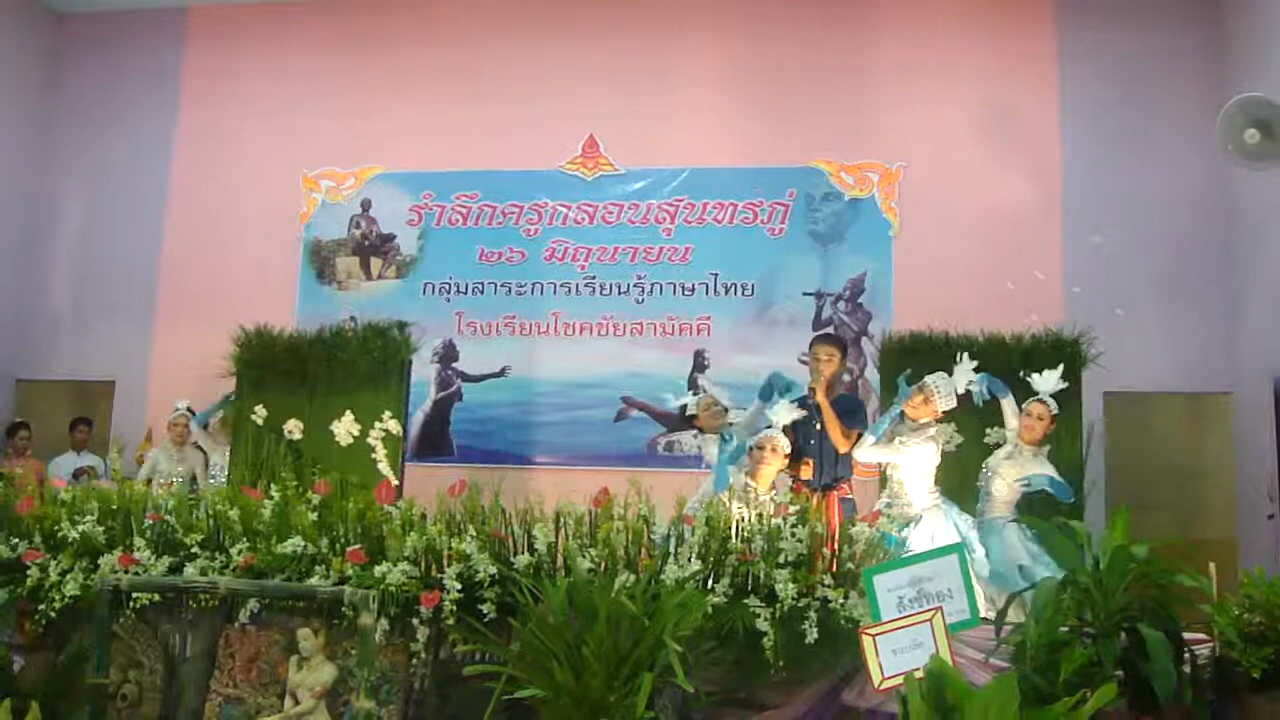 รำลึกครูกลอนสุนทรภู่
๒๖ มิถุนายน
กลุ่มสาระการเรียนรู้ภาษาไทย
โรงเรียนโชคชัยสามัคคี
สังข์ทอง